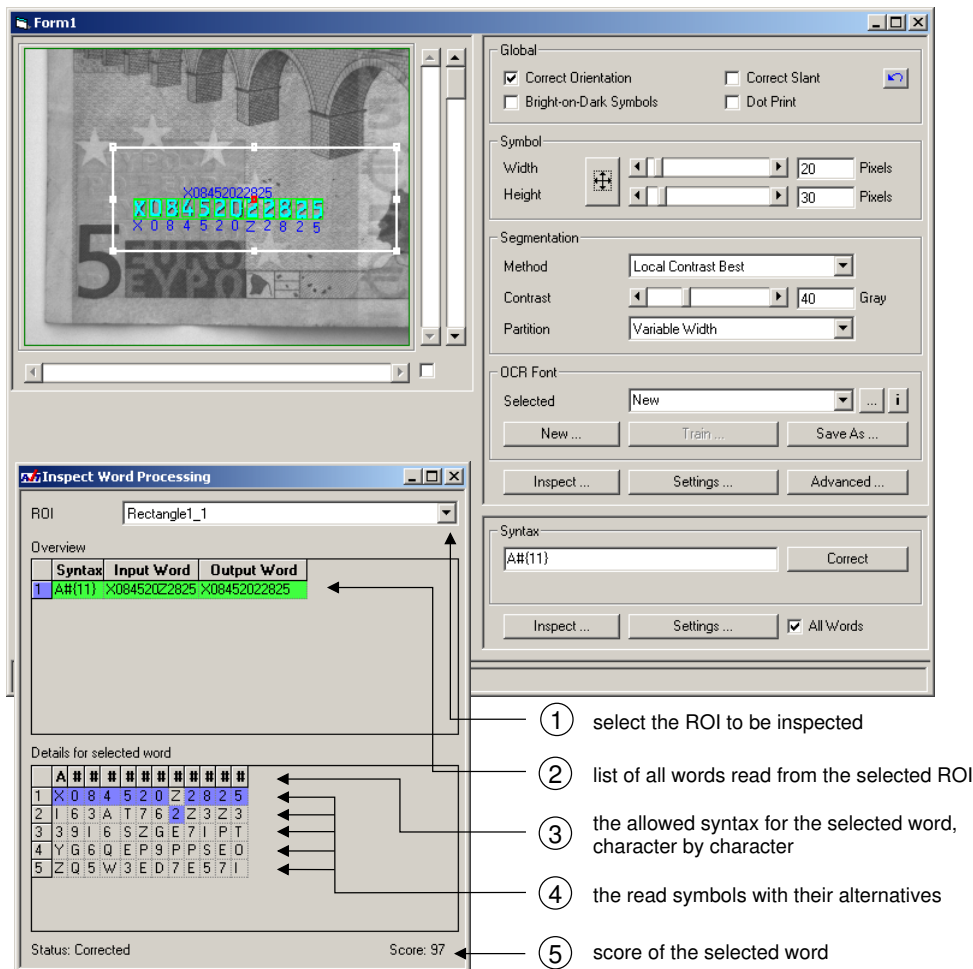 Form1
X08452022825
X08452022825
X 0 8 4 5 2 0 Z 2 8 2 5
5 EURO
EYPO
Global
Correct Orientation Correct Slant
Bright-on-Dark Symbols Dot Print
Symbol
Width 20 Pixels
Height 30 Pixels
Segmentation
Method Local Contrast Best
Contrast 40 Gray
Partition Variable Width
OCR Font
Selected New ... i
New ... Train ... Save As ...
Inspect ... Settings ... Advanced ...
Syntax
A#{11} Correct
Inspect ... Settings ... All Words
Inspect Word Processing
ROI Rectangle1_1
Overview
Syntax Input Word Output Word
1 A#{11} X084520Z2825 X08452022825
Details for selected word
A # # # # # # # # # # #
1 X 0 8 4 5 2 0 Z 2 8 2 5
2 I 6 3 A T 7 6 2 Z 3 Z 3
3 3 9 I 6 S Z G E 7 I P T
4 Y G 6 Q E P 9 P P S E O
5 Z Q 5 W 3 E D 7 E 5 7 I
Status: Corrected Score: 97
1 select the ROI to be inspected
2 list of all words read from the selected ROI
3 the allowed syntax for the selected word,
character by character
4 the read symbols with their alternatives
5 score of the selected word